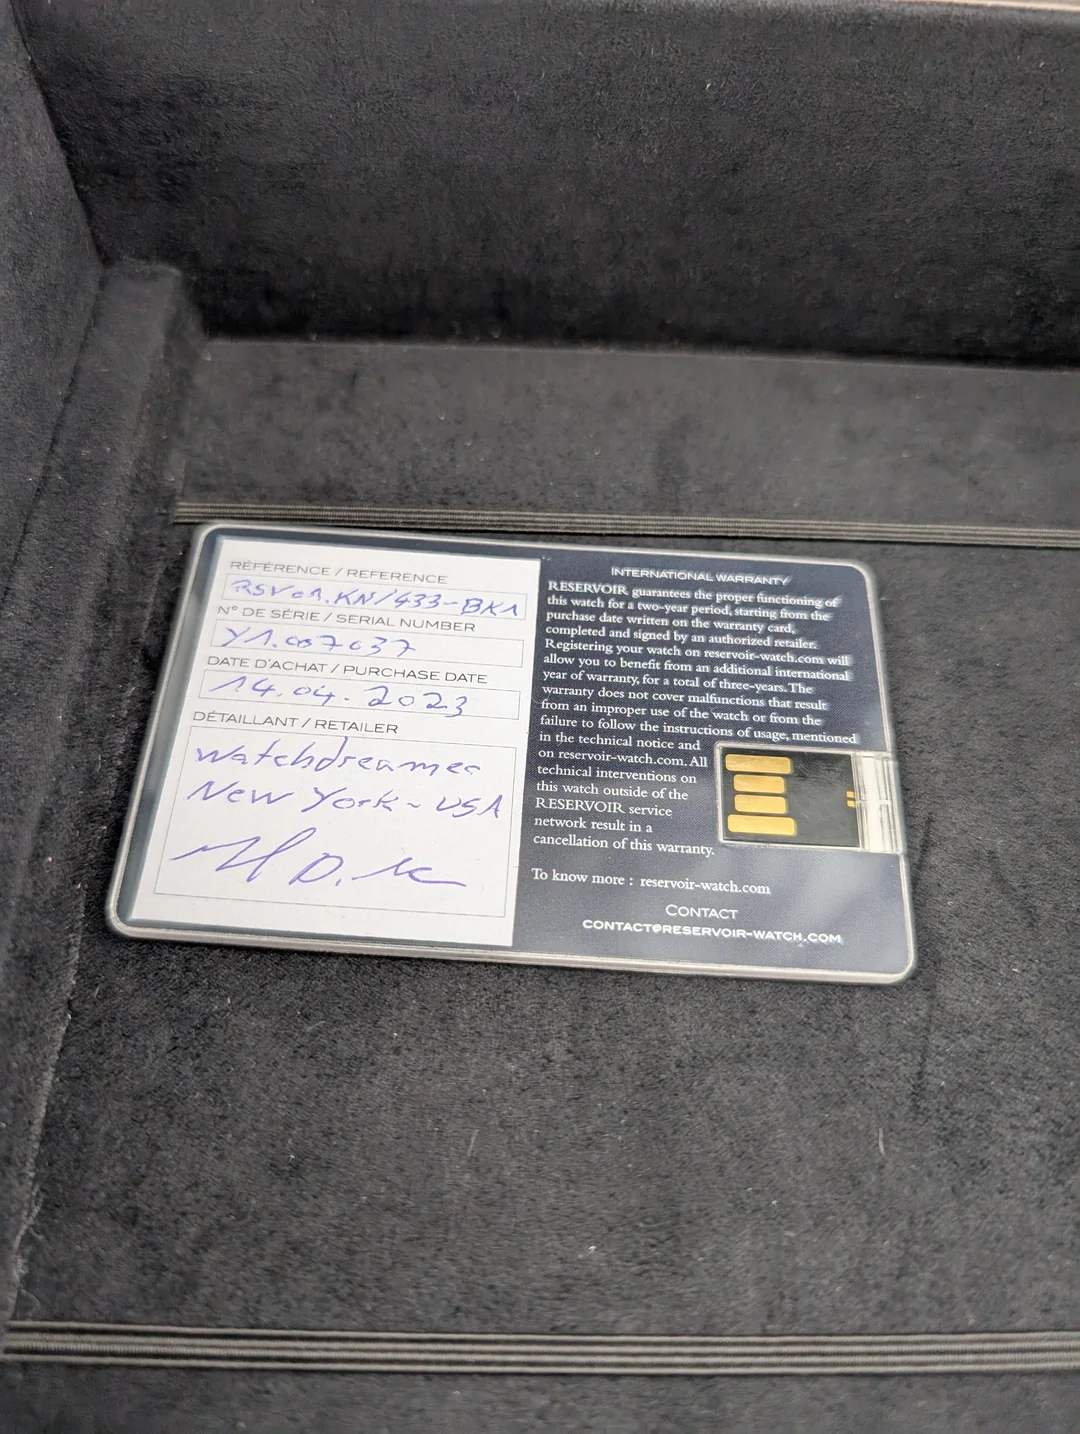 RÉFÉRENCE / REFERENCE
RSV01.KN/433-BK1
N° DE SÉRIE / SERIAL NUMBER
Y1.087037
DATE D'ACHAT / PURCHASE DATE
14.04.2023
DÉTAILLANT / RETAILER
Watchdreamer
New York - USA
INTERNATIONAL WARRANTY
RESERVOIR guarantees the proper functioning of
this watch for a two-year period, starting from the
purchase date written on the warranty card,
completed and signed by an authorized retailer.
Registering your watch on reservoir-watch.com will
allow you to benefit from an additional international
year of warranty, for a total of three-years. The
warranty does not cover malfunctions that result
from an improper use of the watch or from the
failure to follow the instructions of usage, mentioned
in the technical notice and
on reservoir-watch.com. All
technical interventions on
this watch outside of the
RESERVOIR service
network result in a
cancellation of this warranty.
To know more : reservoir-watch.com
CONTACT
CONTACT@RESERVOIR-WATCH.COM